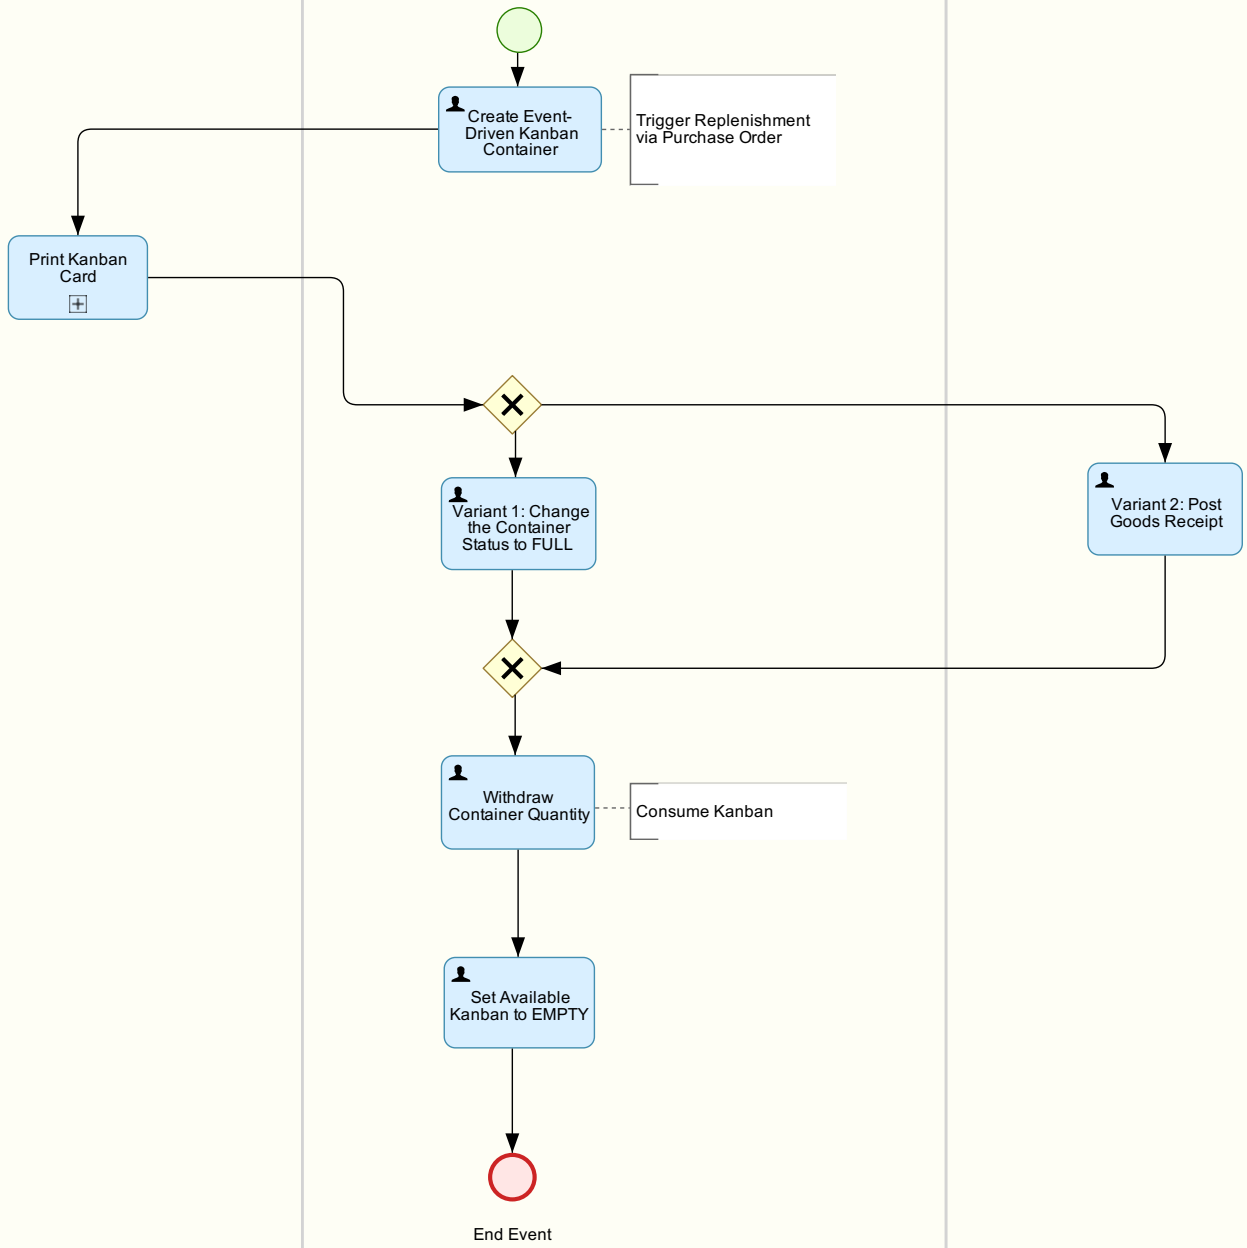 Create Event-
Driven Kanban
Container
Trigger Replenishment
via Purchase Order
Print Kanban
Card
Variant 1: Change
the Container
Status to FULL
Variant 2: Post
Goods Receipt
Withdraw
Container Quantity
Consume Kanban
Set Available
Kanban to EMPTY
End Event